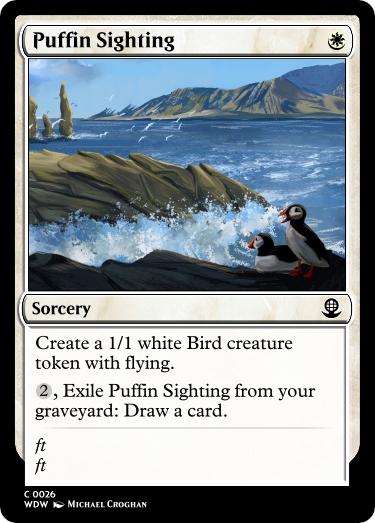 Puffin Sighting
Sorcery
Create a 1/1 white Bird creature
token with flying.
2, Exile Puffin Sighting from your
graveyard: Draw a card.
ft
ft
C 0026
WDW Michael Croghan